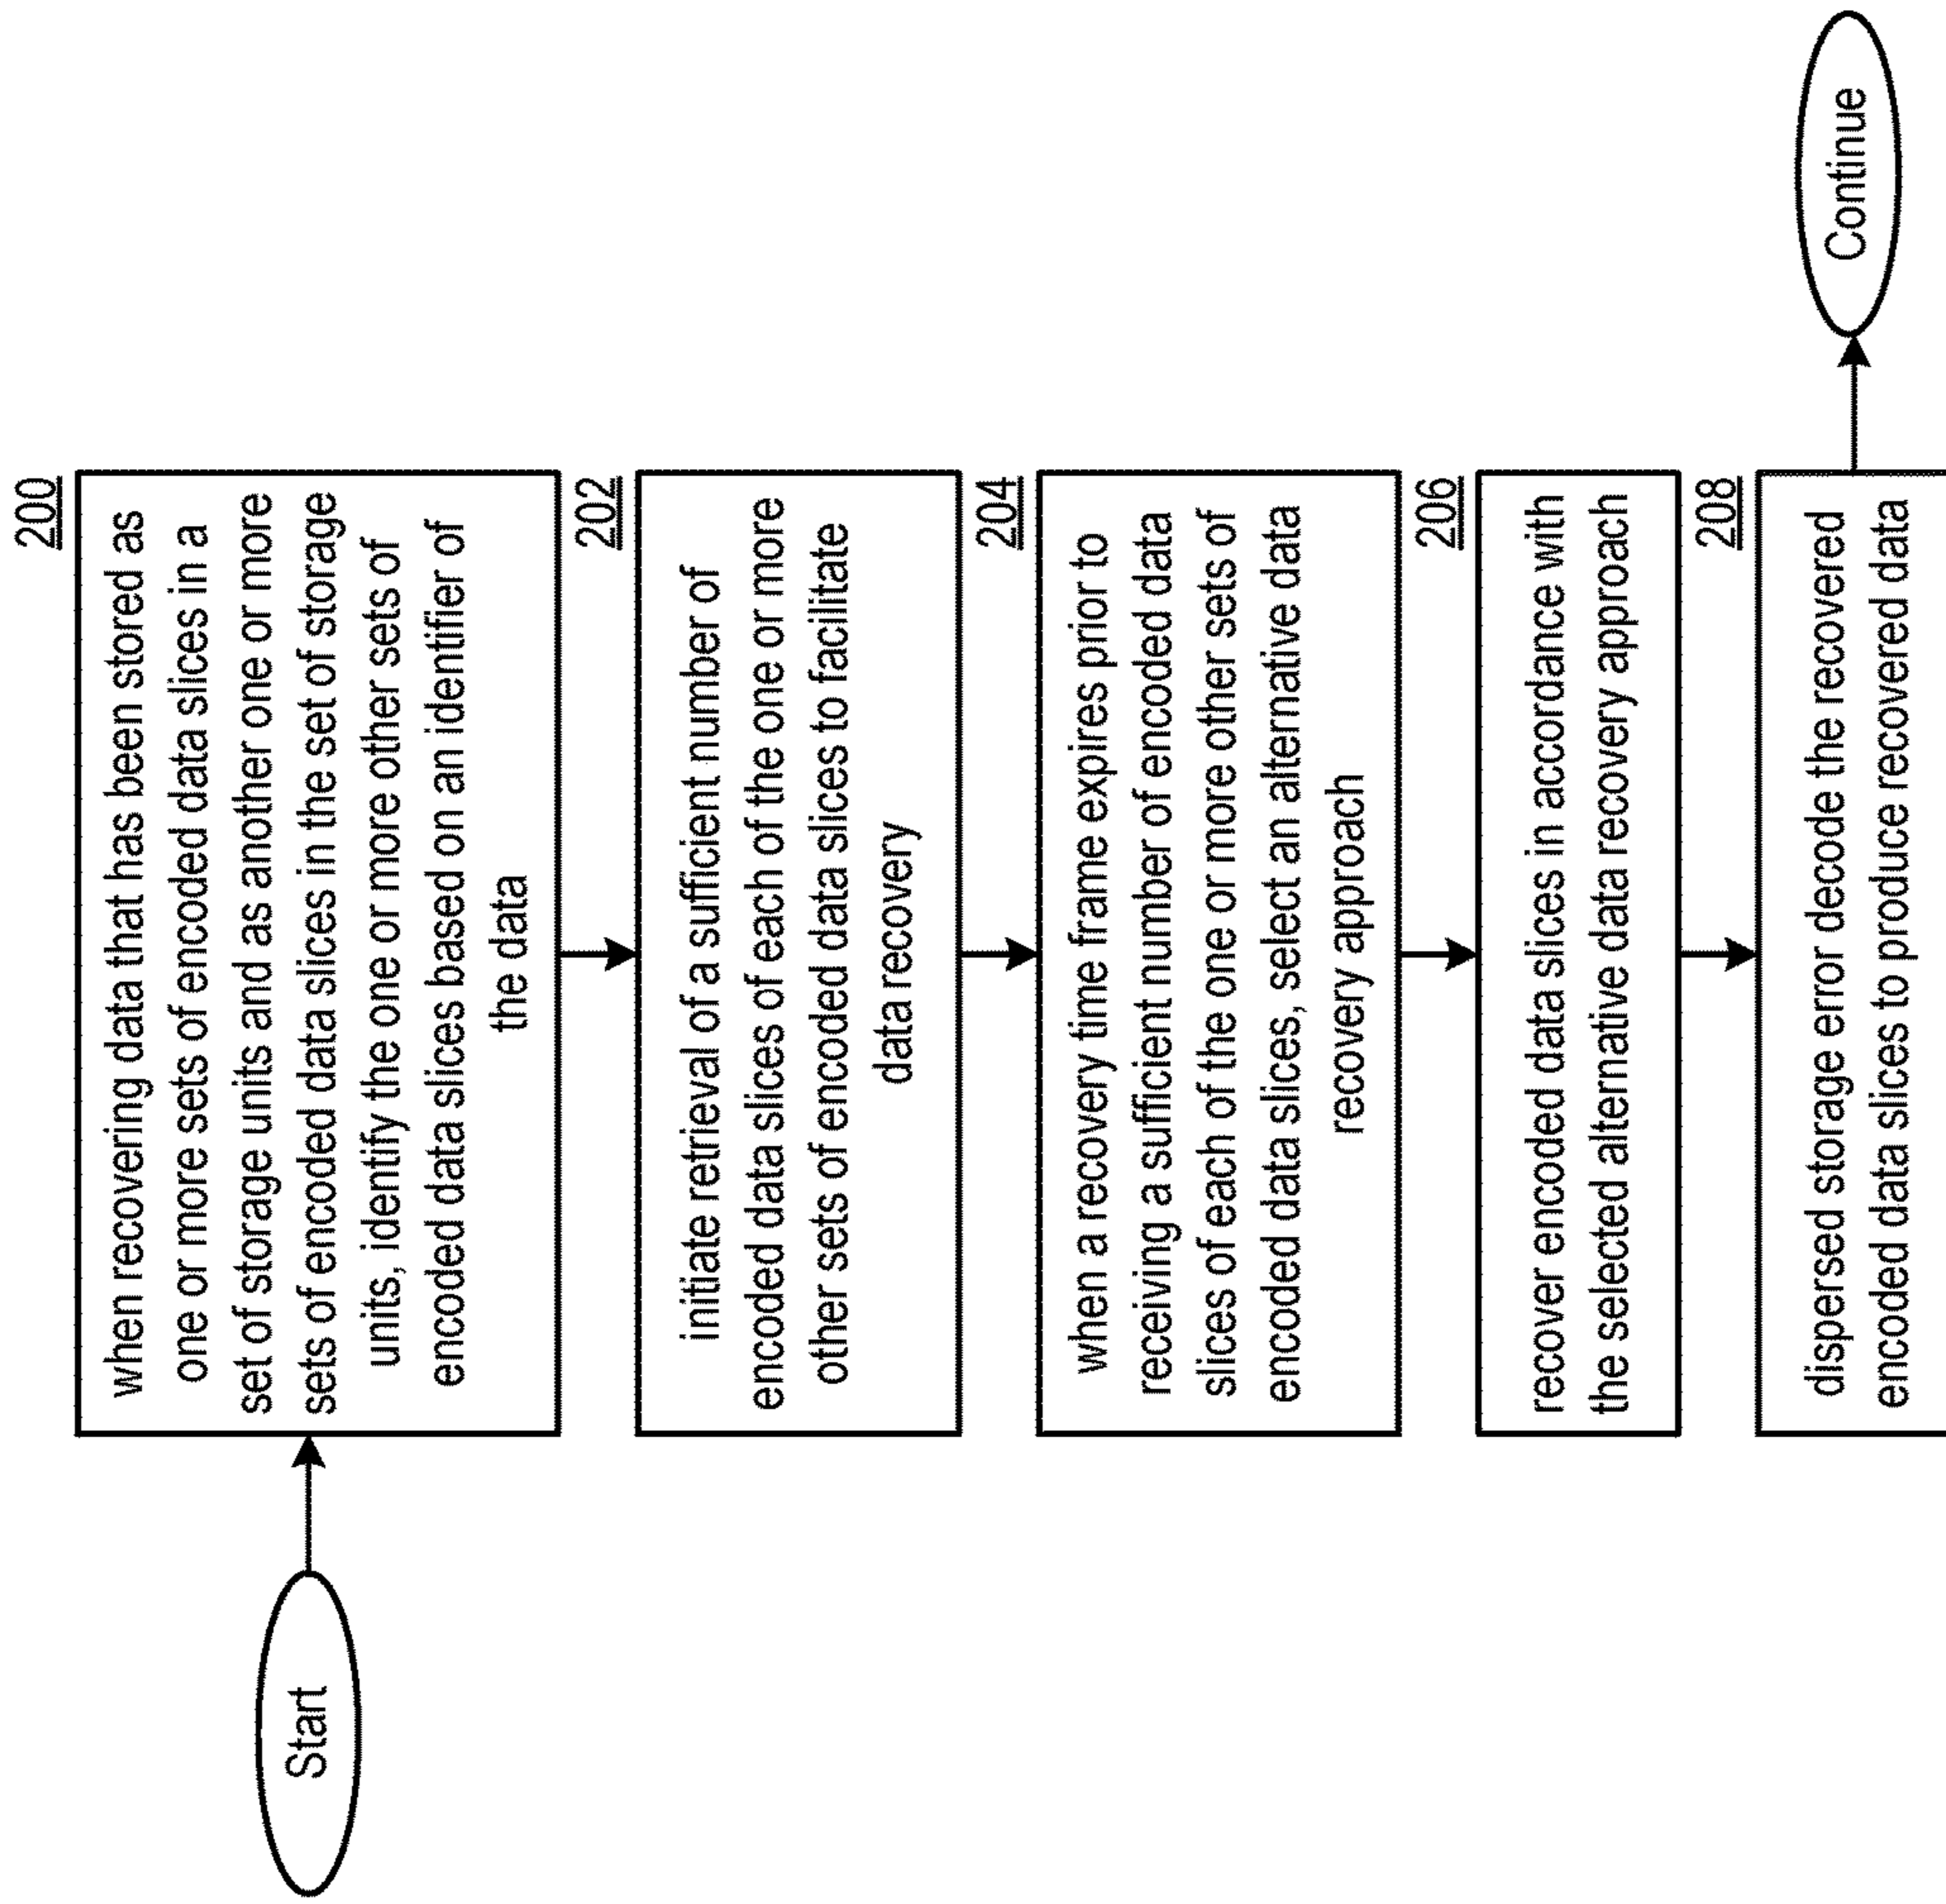 Start
200
when recovering data that has been stored as
one or more sets of encoded data slices in a
set of storage units and as another one or more
sets of encoded data slices in the set of storage
units, identify the one or more other sets of
encoded data slices based on an identifier of
the data
202
initiate retrieval of a sufficient number of
encoded data slices of each of the one or more
other sets of encoded data slices to facilitate
data recovery
204
when a recovery time frame expires prior to
receiving a sufficient number of encoded data
slices of each of the one or more other sets of
encoded data slices, select an alternative data
recovery approach
206
recover encoded data slices in accordance with
the selected alternative data recovery approach
208
dispersed storage error decode the recovered
encoded data slices to produce recovered data
Continue